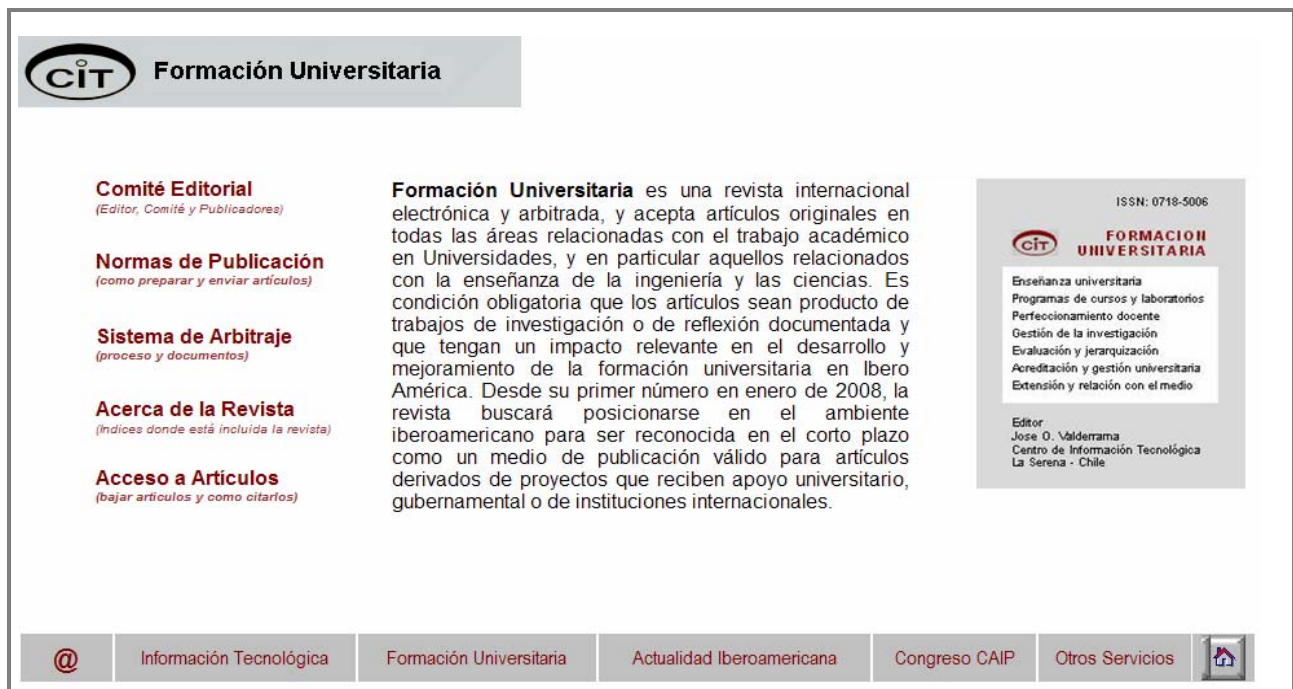 CiT
Formación Universitaria
Comité Editorial
(Editor, Comité y Publicadores)
Normas de Publicación
(como preparar y enviar artículos)
Sistema de Arbitraje
(proceso y documentos)
Acerca de la Revista
(Indices donde está incluida la revista)
Acceso a Artículos
(bajar articulos y como citarlos)
Formación Universitaria es una revista internacional
electrónica y arbitrada, y acepta artículos originales en
todas las áreas relacionadas con el trabajo académico
en Universidades, y en particular aquellos relacionados
con la enseñanza de la ingeniería y las ciencias. Es
condición obligatoria que los artículos sean producto de
trabajos de investigación o de reflexión documentada y
que tengan un impacto relevante en el desarrollo y
mejoramiento de la formación universitaria en Ibero
América. Desde su primer número en enero de 2008, la
revista buscará posicionarse en el ambiente
iberoamericano para ser reconocida en el corto plazo
como un medio de publicación válido para artículos
derivados de proyectos que reciben apoyo universitario,
gubernamental o de instituciones internacionales.
ISSN: 0718-5006
CiT
FORMACION
UNIVERSITARIA
Enseñanza universitaria
Programas de cursos y laboratorios
Perfeccionamiento docente
Gestión de la investigación
Evaluación y jerarquización
Acreditación y gestión universitaria
Extensión y relación con el medio
Editor
Jose O. Valderrama
Centro de Información Tecnológica
La Serena - Chile
@
Información Tecnológica
Formación Universitaria
Actualidad Iberoamericana
Congreso CAIP
Otros Servicios